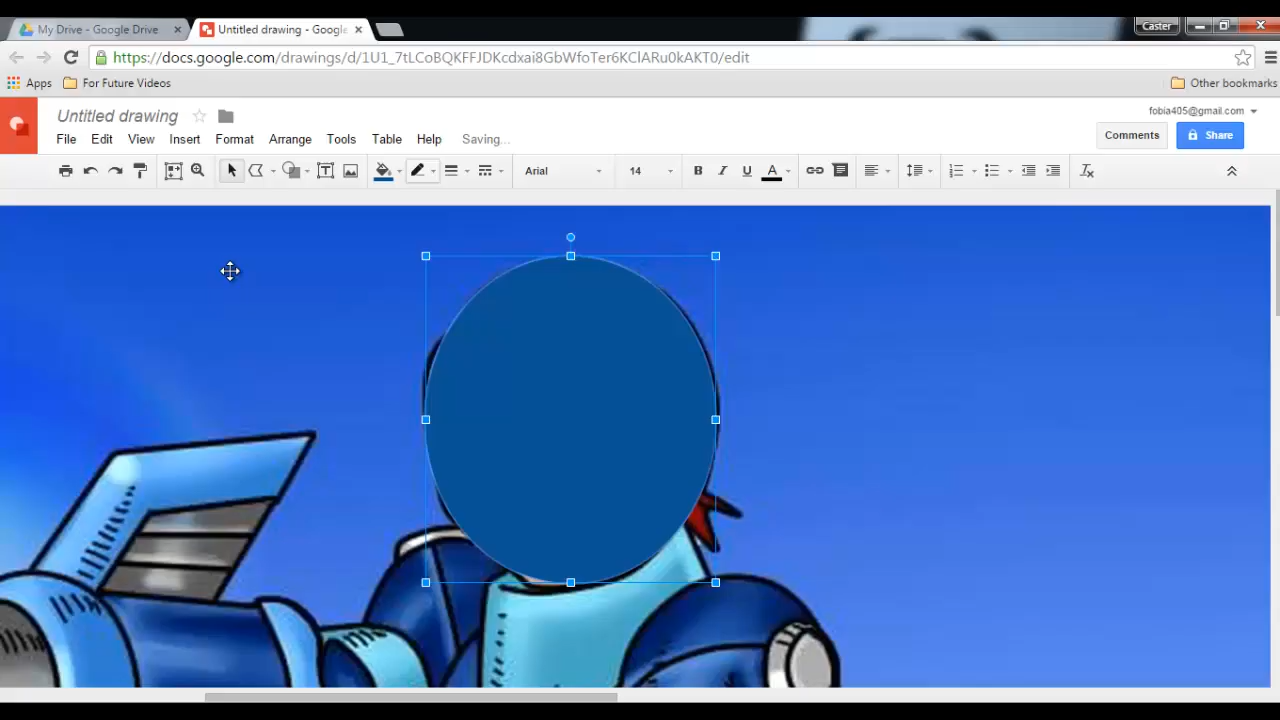 My Drive - Google Drive
Untitled drawing - Google
Caster
https://docs.google.com/drawings/d/1U1_7tLCoBQKFFJDKcdxai8GbWfoTer6KClARu0kAKT0/edit
Apps For Future Videos Other bookmarks
Untitled drawing
fobia405@gmail.com
File Edit View Insert Format Arrange Tools Table Help Saving...
Comments Share
Arial 14 B I U A